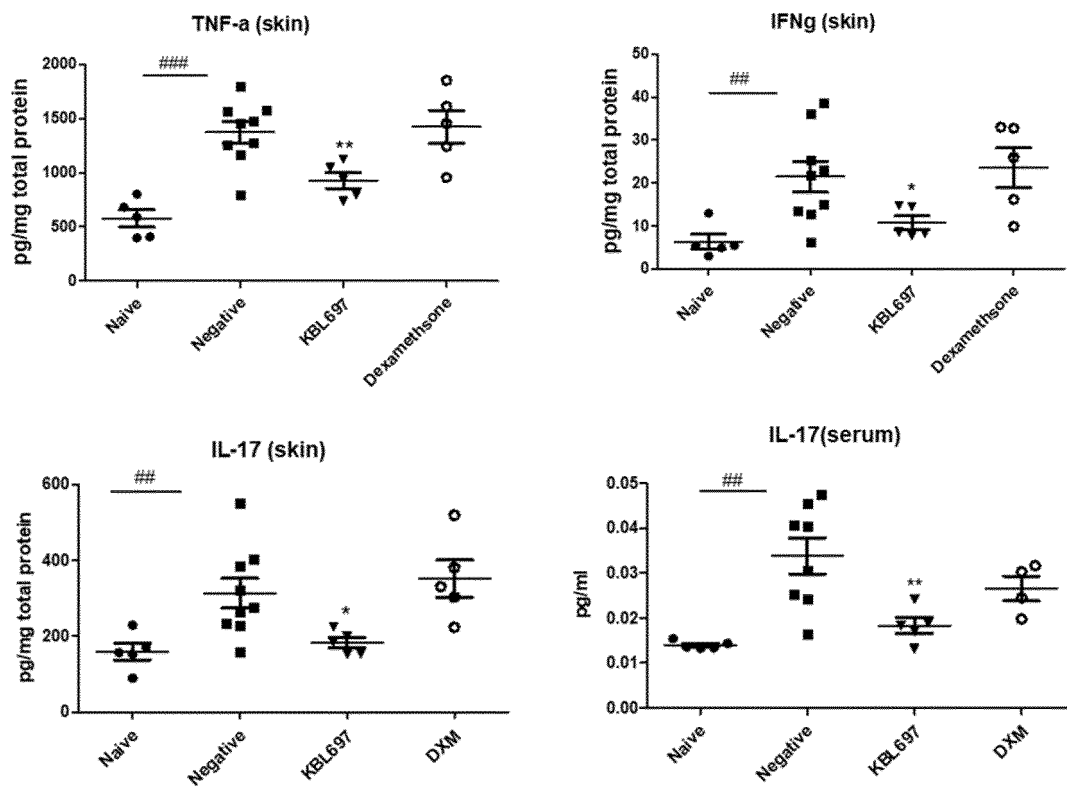 TNF-a (skin)
###
pg/mg total protein
2000
1500
1000
500
0
**
Naive
Negative
KBL697
Dexamethsone
IFNg (skin)
##
pg/mg total protein
50
40
30
20
10
0
*
Naive
Negative
KBL697
Dexamethsone
IL-17 (skin)
##
pg/mg total protein
600
400
200
0
*
Naive
Negative
KBL697
DXM
IL-17(serum)
##
pg/ml
0.05
0.04
0.03
0.02
0.01
0.00
**
Naive
Negative
KBL697
DXM